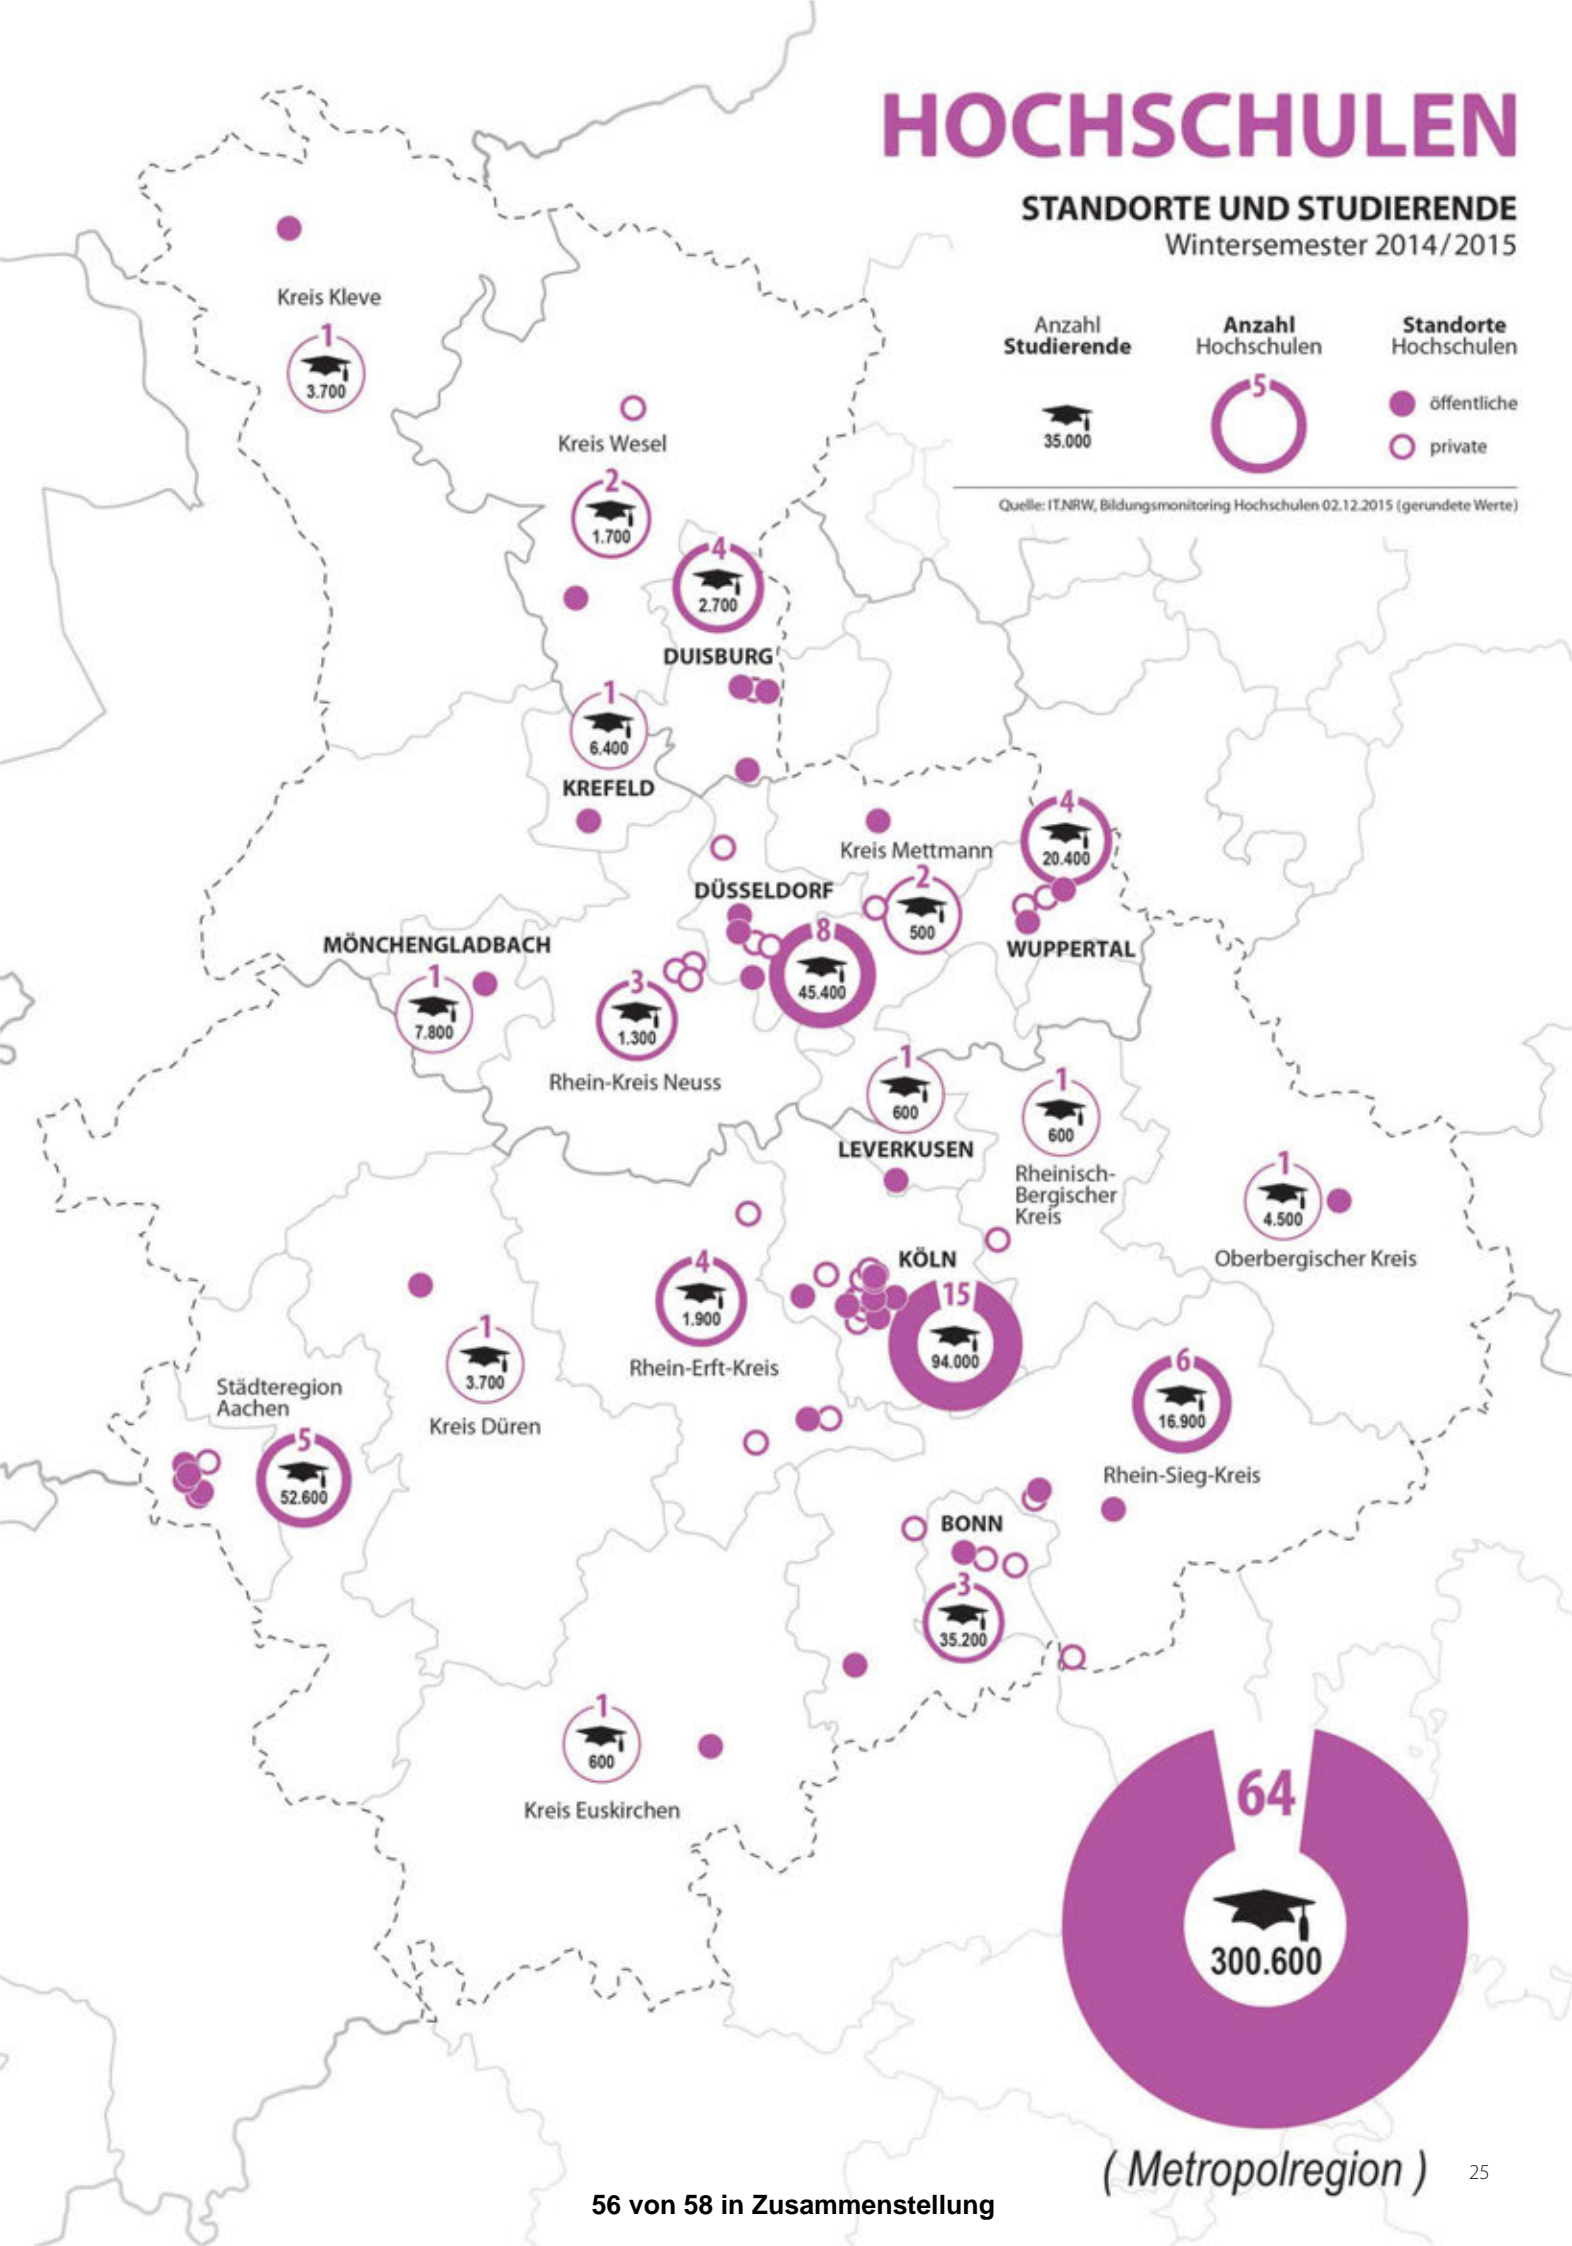 HOCHSCHULEN
STANDORTE UND STUDIERENDE
Wintersemester 2014/2015
Anzahl
Studierende
35.000
Anzahl
Hochschulen
5
Standorte
Hochschulen
öffentliche
private
Quelle: IT.NRW, Bildungsmonitoring Hochschulen 02.12.2015 (gerundete Werte)
Kreis Kleve
1
3.700
Kreis Wesel
2
1.700
4
2.700
DUISBURG
1
6.400
KREFELD
Kreis Mettmann
2
500
4
20.400
WUPPERTAL
DÜSSELDORF
8
45.400
MÖNCHENGLADBACH
1
7.800
3
1.300
Rhein-Kreis Neuss
1
600
LEVERKUSEN
1
600
Rheinisch-
Bergischer
Kreis
1
4.500
Oberbergischer Kreis
KÖLN
15
94.000
4
1.900
Rhein-Erft-Kreis
1
3.700
Kreis Düren
Städteregion
Aachen
5
52.600
6
16.900
Rhein-Sieg-Kreis
BONN
3
35.200
1
600
Kreis Euskirchen
64
300.600
( Metropolregion )
25
56 von 58 in Zusammenstellung